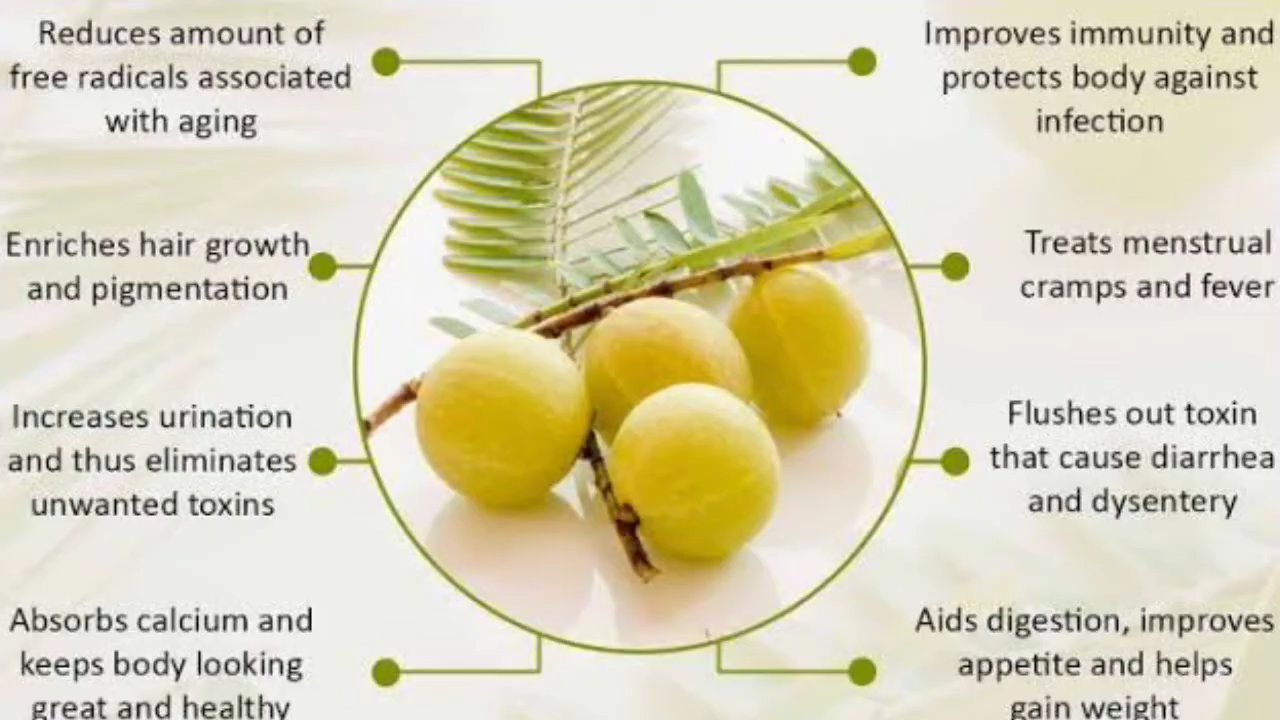 Reduces amount of
free radicals associated
with aging
Enriches hair growth
and pigmentation
Increases urination
and thus eliminates
unwanted toxins
Absorbs calcium and
keeps body looking
great and healthy
Improves immunity and
protects body against
infection
Treats menstrual
cramps and fever
Flushes out toxin
that cause diarrhea
and dysentery
Aids digestion, improves
appetite and helps
gain weight